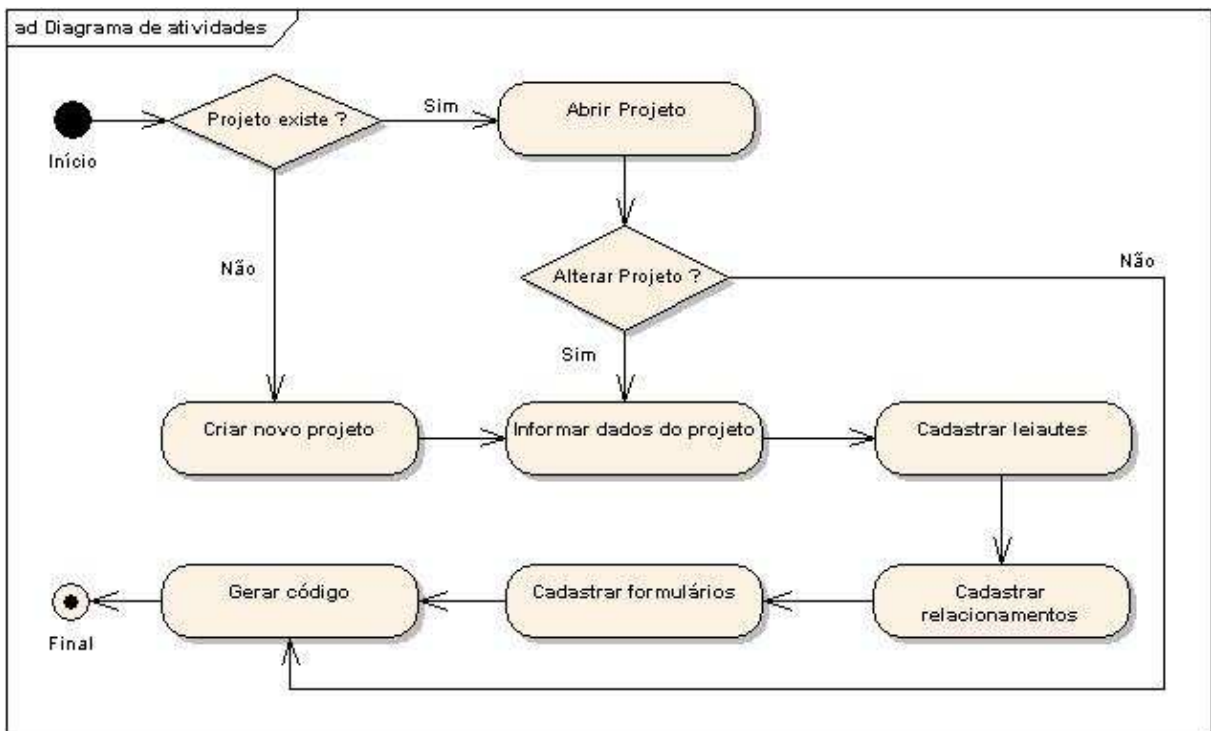 ad Diagrama de atividades
Projeto existe ?
Sim
Abrir Projeto
Início
Não
Alterar Projeto ?
Não
Sim
Criar novo projeto
Informar dados do projeto
Cadastrar leiautes
Gerar código
Cadastrar formulários
Cadastrar
relacionamentos
Final